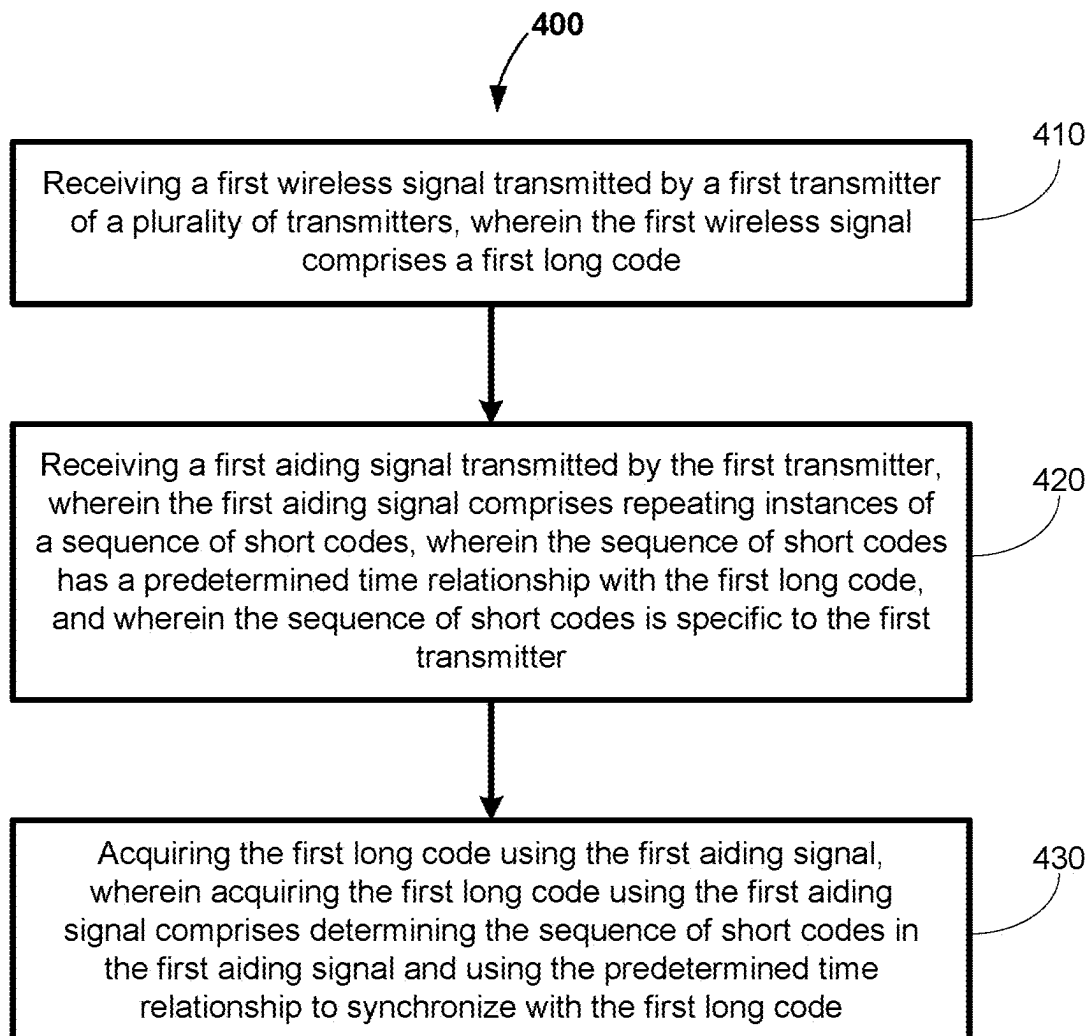 400
410
Receiving a first wireless signal transmitted by a first transmitter
of a plurality of transmitters, wherein the first wireless signal
comprises a first long code
420
Receiving a first aiding signal transmitted by the first transmitter,
wherein the first aiding signal comprises repeating instances of
a sequence of short codes, wherein the sequence of short codes
has a predetermined time relationship with the first long code,
and wherein the sequence of short codes is specific to the first
transmitter
430
Acquiring the first long code using the first aiding signal,
wherein acquiring the first long code using the first aiding
signal comprises determining the sequence of short codes in
the first aiding signal and using the predetermined time
relationship to synchronize with the first long code